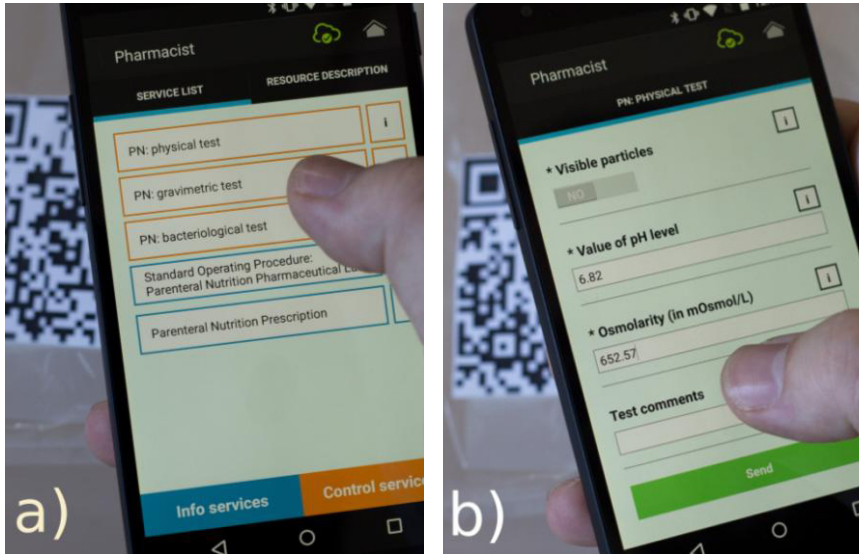 Pharmacist
SERVICE LIST
RESOURCE DESCRIPTION
PN: physical test
i
PN: gravimetric test
PN: bacteriological test
Standard Operating Procedure:
Parenteral Nutrition Pharmaceutical
Parenteral Nutrition Prescription
Info services
Control service
a)
Pharmacist
PN: PHYSICAL TEST
i
* Visible particles
NO
i
* Value of pH level
6.82
i
* Osmolarity (in mOsmol/L)
652.57
Test comments
Send
b)